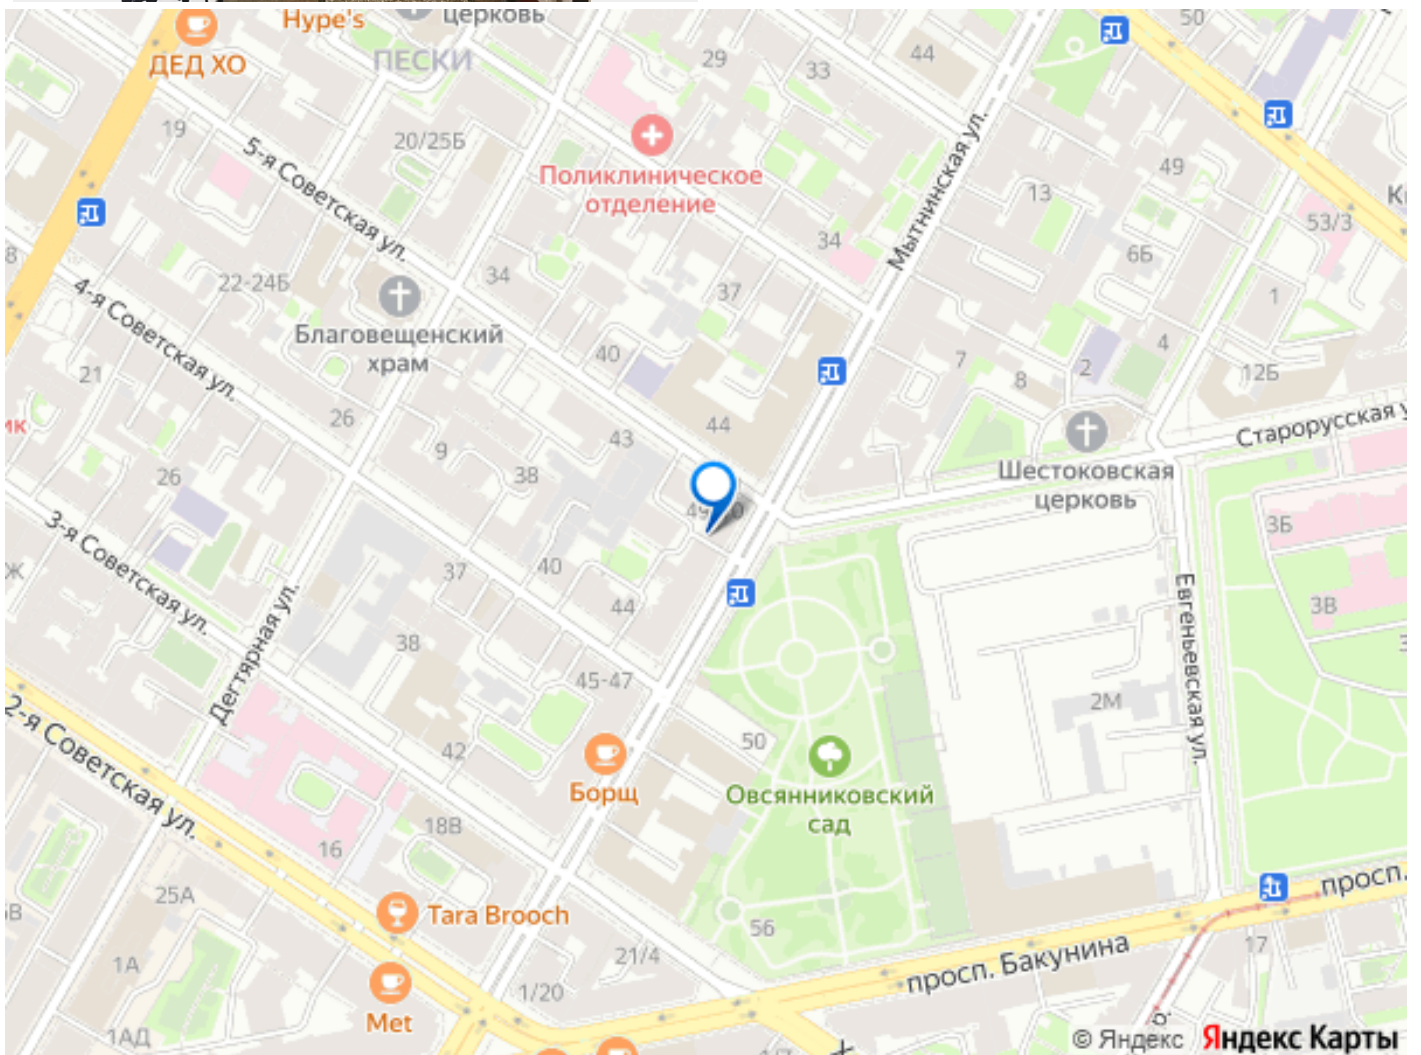 Hype's
церковь
50
ДЕД ХО
ПЕСКИ
29
33
44
19
20/25Б
5-я Советская ул.
Поликлиническое
отделение
Мытнинская ул.
49
13
53/3
34
6Б
22-24Б
34
37
1
4-я Советская ул.
Благовещенский
храм
40
7
8
2
4
12Б
21
26
9
43
44
38
Шестоковская
церковь
Старорусская
26
3-я Советская ул.
37
40
44
3Б
3В
Дегтярная ул.
38
45-47
Евгеньевская ул.
2М
2-я Советская ул.
42
50
Борщ
Овсянниковский
сад
18В
16
25А
Tara Brooch
56
просп.
17
просп. Бакунина
1А
21/4
1/20
Met
1АД
© Яндекс Яндекс Карты